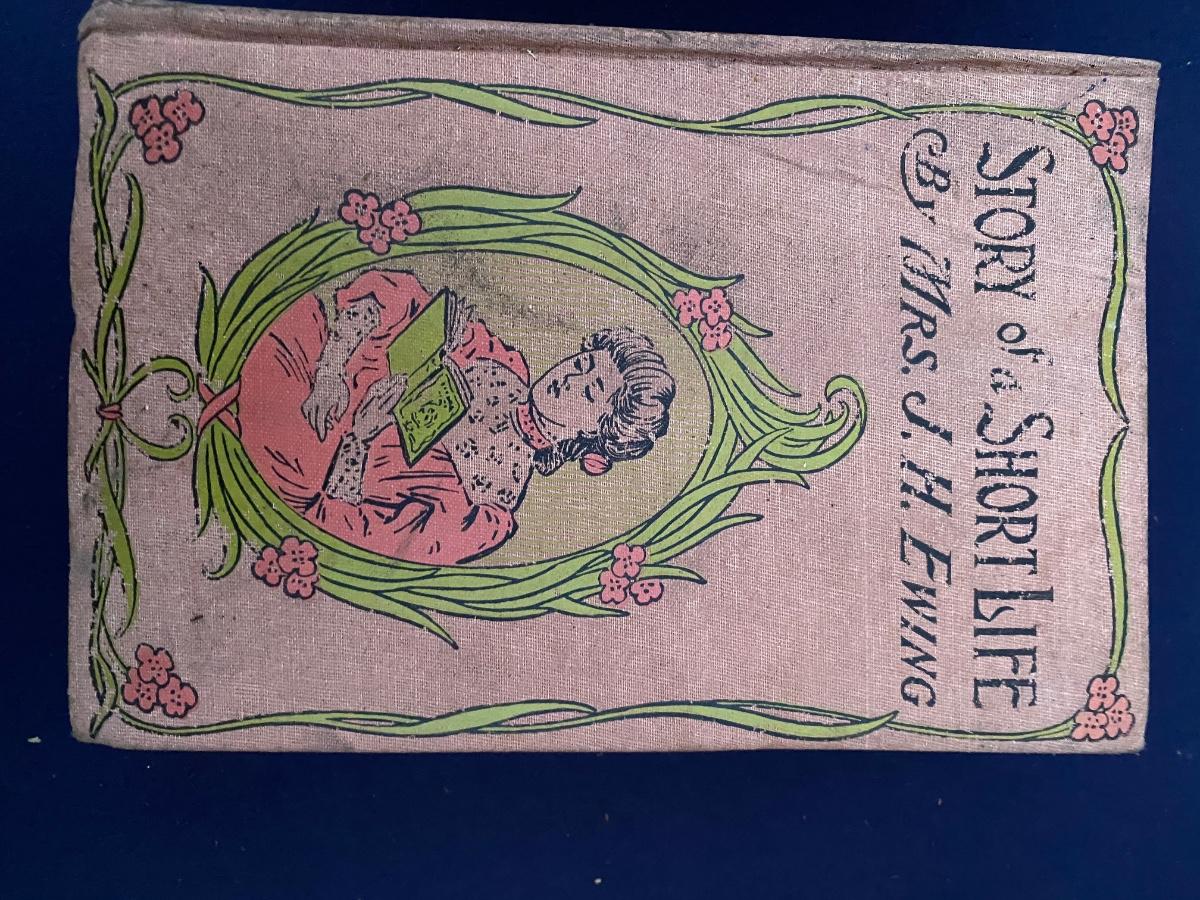 STORY of a SHORT LIFE
By MRS. J. H. EWING